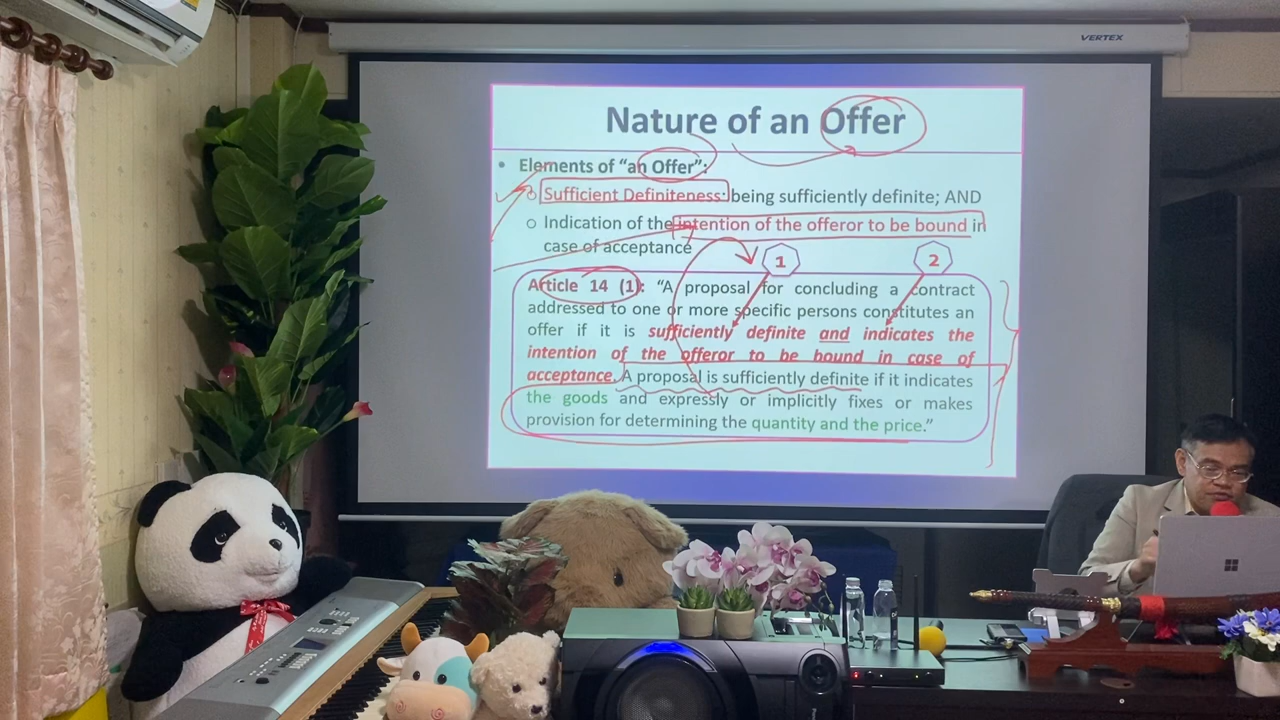 VERTEX
Nature of an Offer
• Elements of “an Offer”:
o Sufficient Definiteness: being sufficiently definite; AND
o Indication of the intention of the offeror to be bound in
case of acceptance
1
2
Article 14 (1): “A proposal for concluding a contract
addressed to one or more specific persons constitutes an
offer if it is sufficiently definite and indicates the
intention of the offeror to be bound in case of
acceptance. A proposal is sufficiently definite if it indicates
the goods and expressly or implicitly fixes or makes
provision for determining the quantity and the price.”